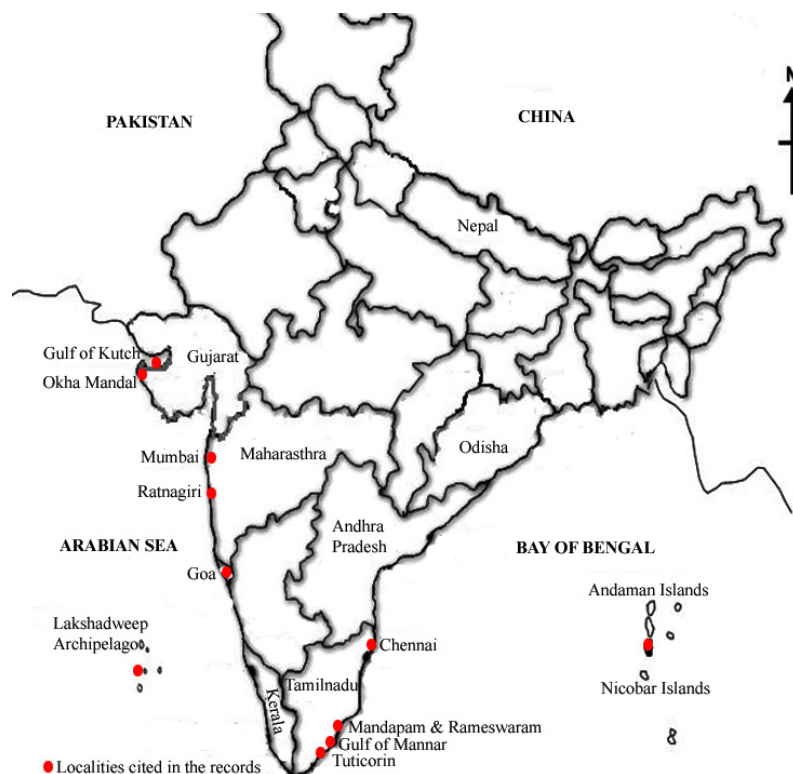 N
PAKISTAN
CHINA
Nepal
Gulf of Kutch
Gujarat
Okha Mandal
Mumbai
Maharasthra
Odisha
Ratnagiri
Andhra
Pradesh
ARABIAN SEA
BAY OF BENGAL
Goa
Andaman Islands
Lakshadweep
Archipelago
Chennai
Tamilnadu
Nicobar Islands
Kerala
Mandapam & Rameswaram
Gulf of Mannar
Tuticorin
Localities cited in the records